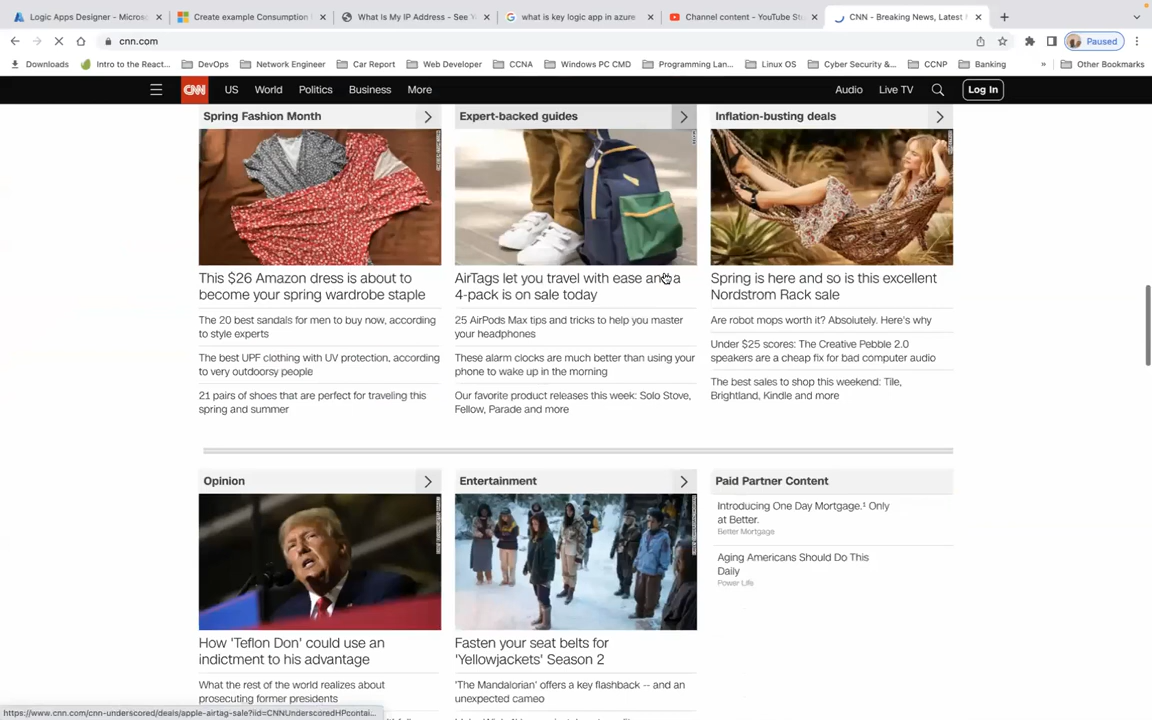 Logic Apps Designer - Micros
Create example Consumption
What Is My IP Address - See Y
what is key logic app in azure
Channel content - YouTube St
CNN - Breaking News, Latest
cnn.com
Paused
Downloads
Intro to the React...
DevOps
Network Engineer
Car Report
Web Developer
CCNA
Windows PC CMD
Programming Lan...
Linux OS
Cyber Security &...
CCNP
Banking
»
Other Bookmarks
CNN
US
World
Politics
Business
More
Audio
Live TV
Log In
Spring Fashion Month
This $26 Amazon dress is about to
become your spring wardrobe staple
The 20 best sandals for men to buy now, according
to style experts
The best UPF clothing with UV protection, according
to very outdoorsy people
21 pairs of shoes that are perfect for traveling this
spring and summer
Expert-backed guides
AirTags let you travel with ease and a
4-pack is on sale today
25 AirPods Max tips and tricks to help you master
your headphones
These alarm clocks are much better than using your
phone to wake up in the morning
Our favorite product releases this week: Solo Stove,
Fellow, Parade and more
Inflation-busting deals
Spring is here and so is this excellent
Nordstrom Rack sale
Are robot mops worth it? Absolutely. Here's why
Under $25 scores: The Creative Pebble 2.0
speakers are a cheap fix for bad computer audio
The best sales to shop this weekend: Tile,
Brightland, Kindle and more
Opinion
How 'Teflon Don' could use an
indictment to his advantage
What the rest of the world realizes about
prosecuting former presidents
Entertainment
Fasten your seat belts for
'Yellowjackets' Season 2
'The Mandalorian' offers a key flashback -- and an
unexpected cameo
Paid Partner Content
Introducing One Day Mortgage.¹ Only
at Better.
Better Mortgage
Aging Americans Should Do This
Daily
Power Life
https://www.cnn.com/cnn-underscored/deals/apple-airtag-sale?iid=CNNUnderscoredHPcontai...